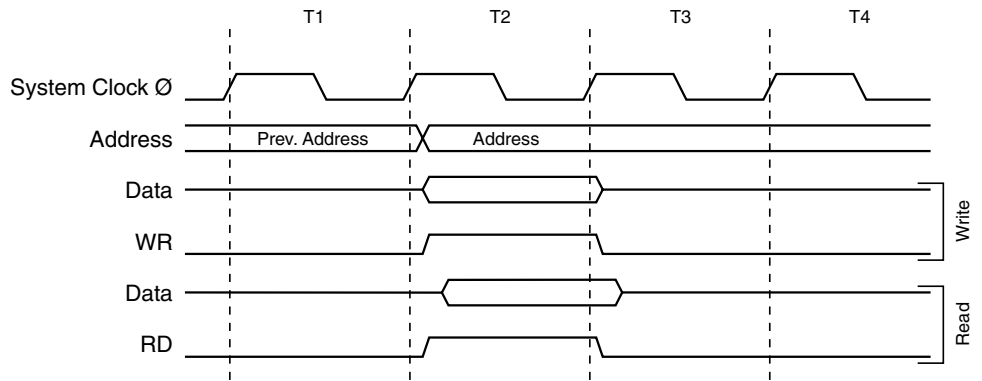 T1 T2 T3 T4
System Clock Ø
Address Prev. Address Address
Data
WR
Write
Data
RD
Read